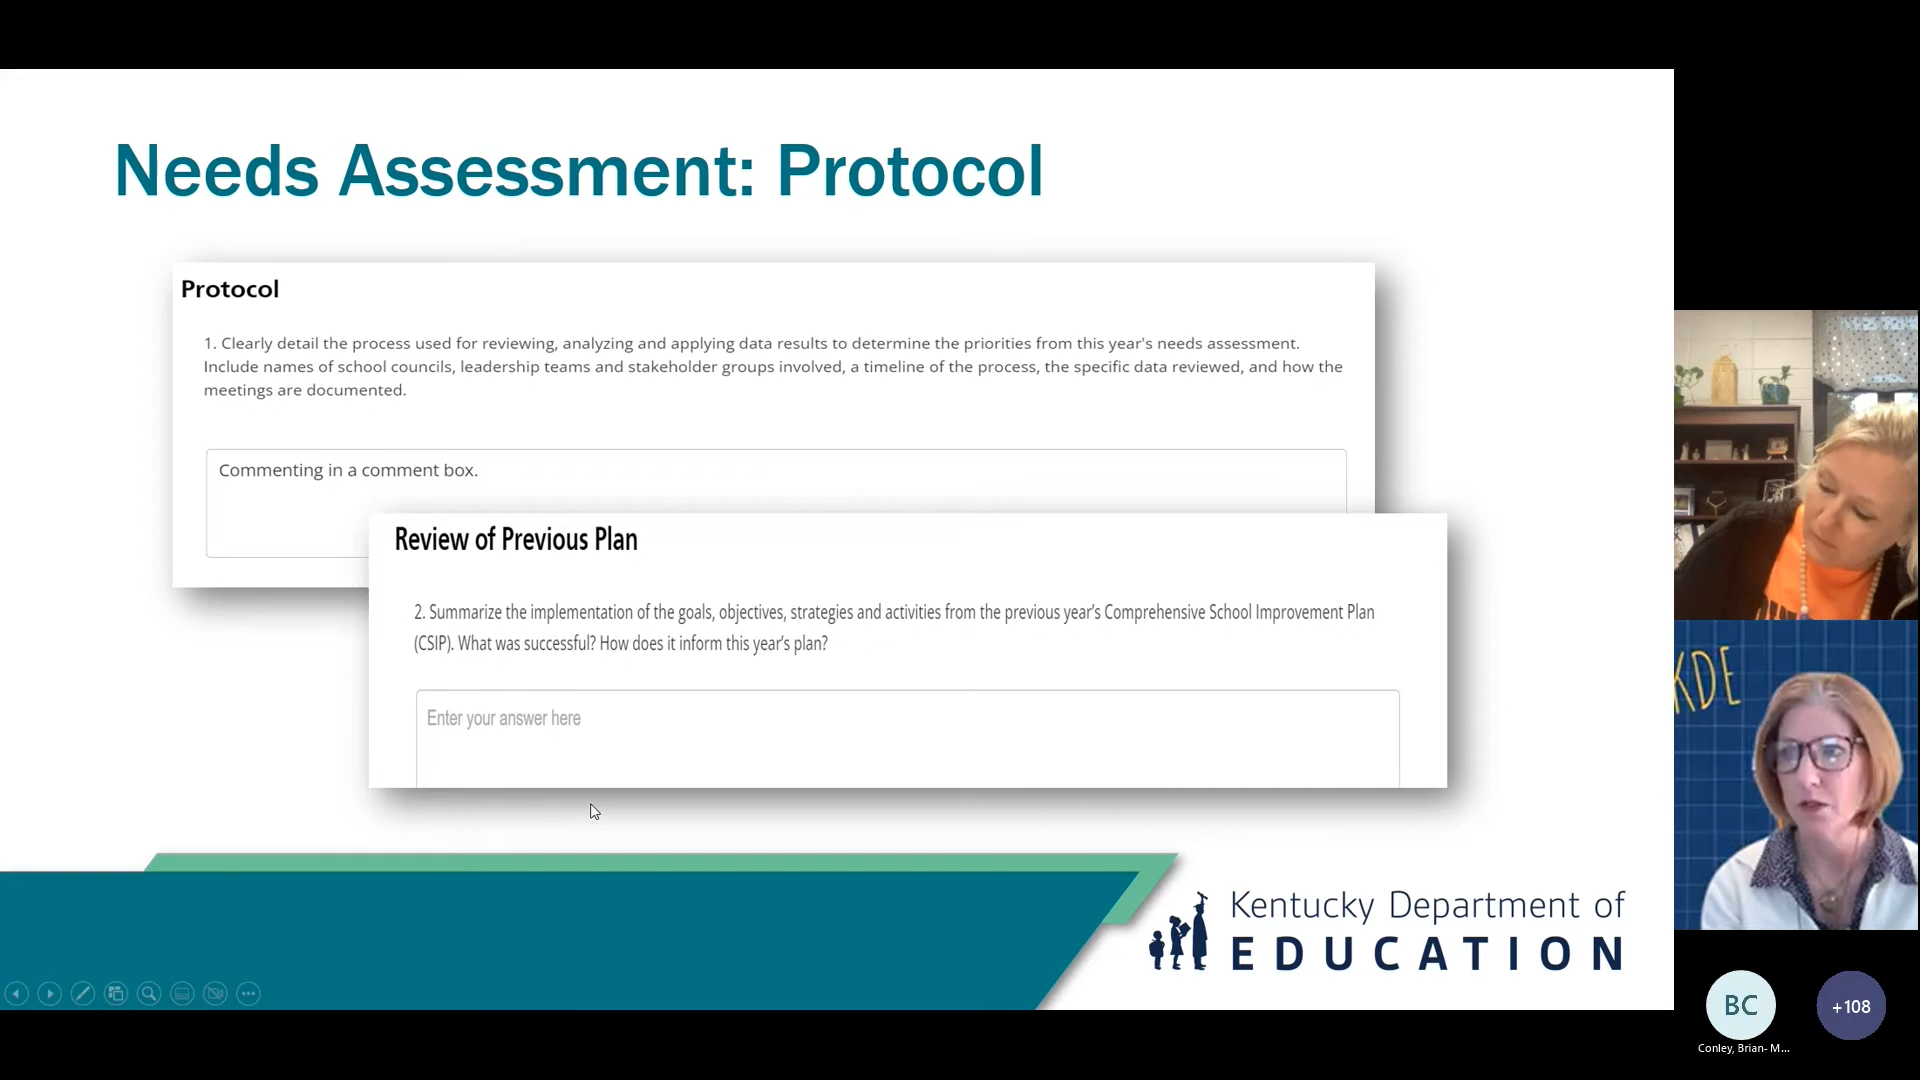 Needs Assessment: Protocol
Protocol
1. Clearly detail the process used for reviewing, analyzing and applying data results to determine the priorities from this year's needs assessment.
Include names of school councils, leadership teams and stakeholder groups involved, a timeline of the process, the specific data reviewed, and how the
meetings are documented.
Commenting in a comment box.
Review of Previous Plan
2. Summarize the implementation of the goals, objectives, strategies and activities from the previous year’s Comprehensive School Improvement Plan
(CSIP). What was successful? How does it inform this year’s plan?
Enter your answer here
Kentucky Department of
EDUCATION
KDE
BC
+108
Conley, Brian- M...